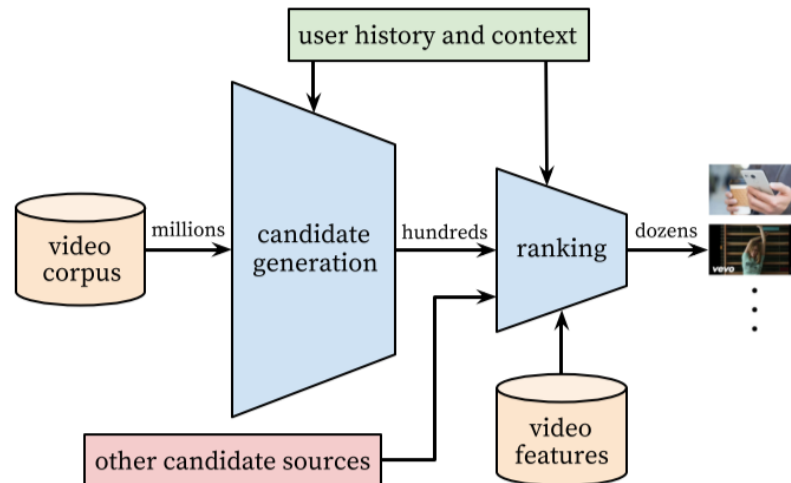 user history and context
millions
video
corpus
candidate
generation
hundreds
ranking
dozens
vevo
other candidate sources
video
features